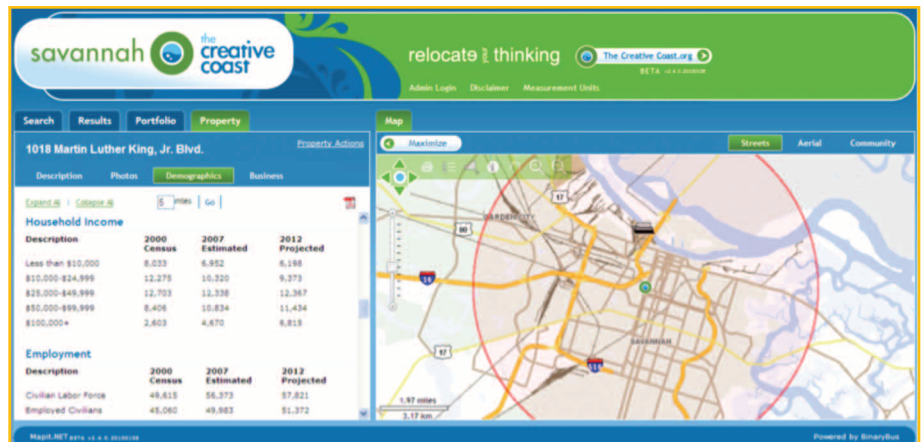 savannah the creative coast
relocate your thinking
The Creative Coast.org
BETA
Admin Login Disclaimer Measurement Units
Search Results Portfolio Property
Map
1018 Martin Luther King, Jr. Blvd.
Property Actions
Maximize
Streets Aerial Community
Description Photos Demographics Business
Expand All | Collapse All
5 miles Go
Household Income
Description 2000 Census 2007 Estimated 2012 Projected
Less than $10,000 8,033 6,952 6,198
$10,000-$24,999 12,275 10,320 9,373
$25,000-$49,999 12,703 12,338 12,367
$50,000-$99,999 8,406 10,834 11,434
$100,000+ 2,603 4,670 6,815
Employment
Description 2000 Census 2007 Estimated 2012 Projected
Civilian Labor Force 49,615 56,373 57,821
Employed Civilians 45,060 49,983 51,372
GARDEN CITY
17
80
16
17
516
SAVANNAH
1.97 miles
3.17 km
MapIt.NET BETA
Powered by BinaryBus